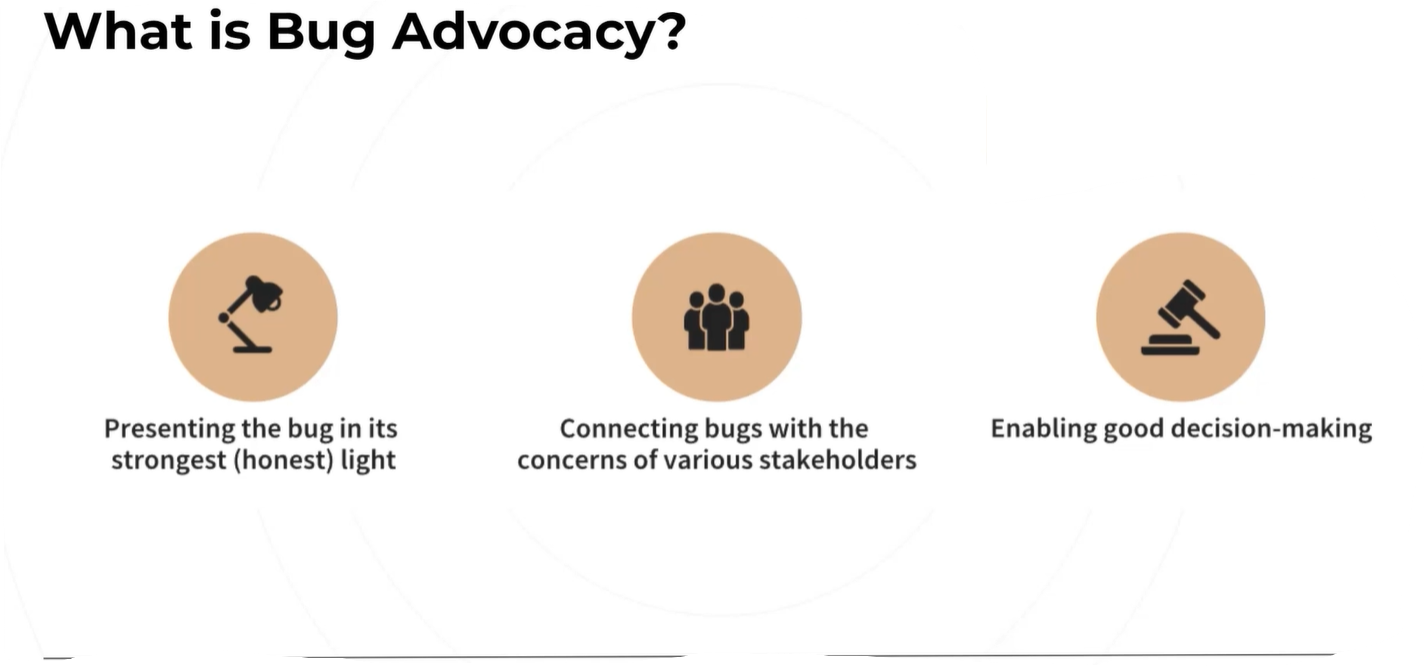 What is Bug Advocacy?
Presenting the bug in its
strongest (honest) light
Connecting bugs with the
concerns of various stakeholders
Enabling good decision-making